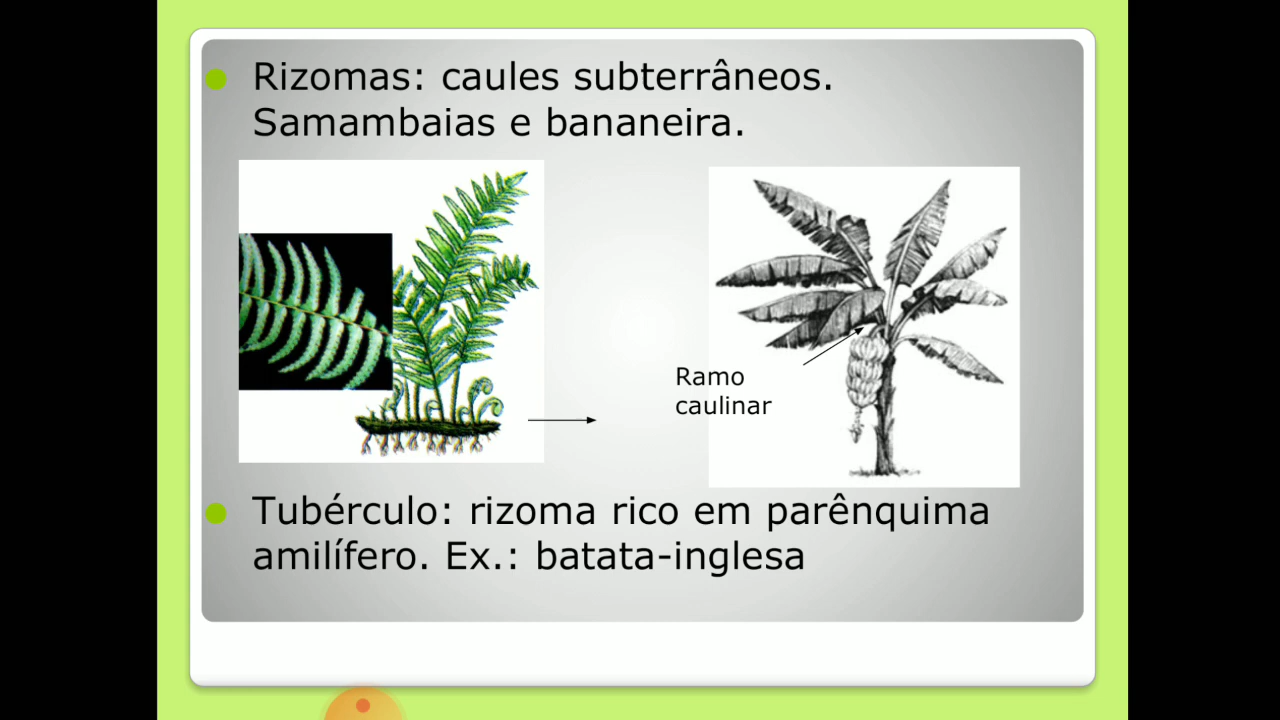 Rizomas: caules subterrâneos.
Samambaias e bananeira.
Ramo
caulinar
Tubérculo: rizoma rico em parênquima
amilífero. Ex.: batata-inglesa